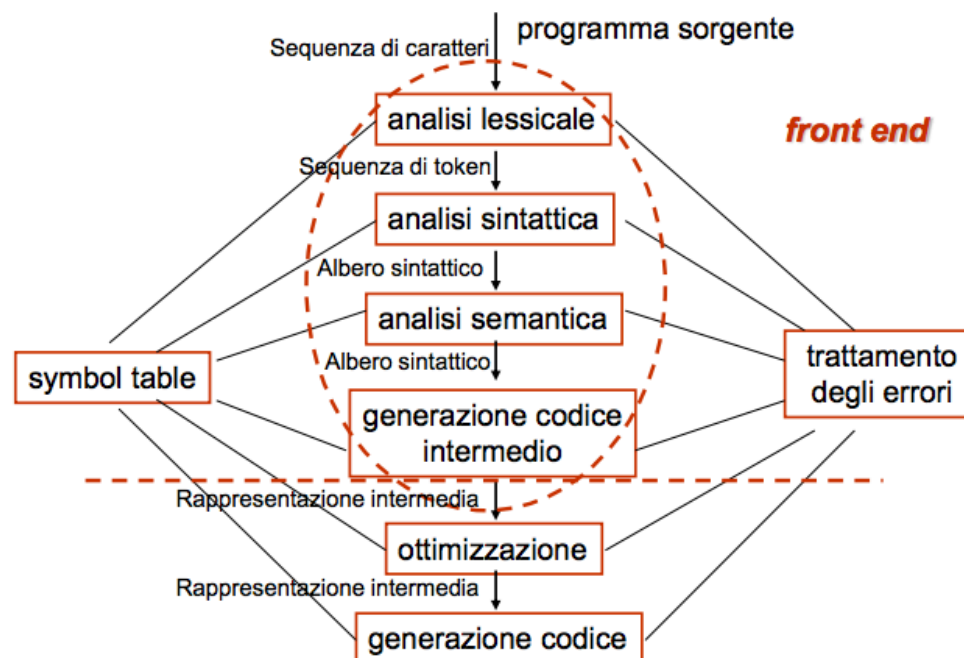 programma sorgente
Sequenza di caratteri
analisi lessicale
front end
Sequenza di token
analisi sintattica
Albero sintattico
analisi semantica
Albero sintattico
symbol table
trattamento
degli errori
generazione codice
intermedio
Rappresentazione intermedia
ottimizzazione
Rappresentazione intermedia
generazione codice